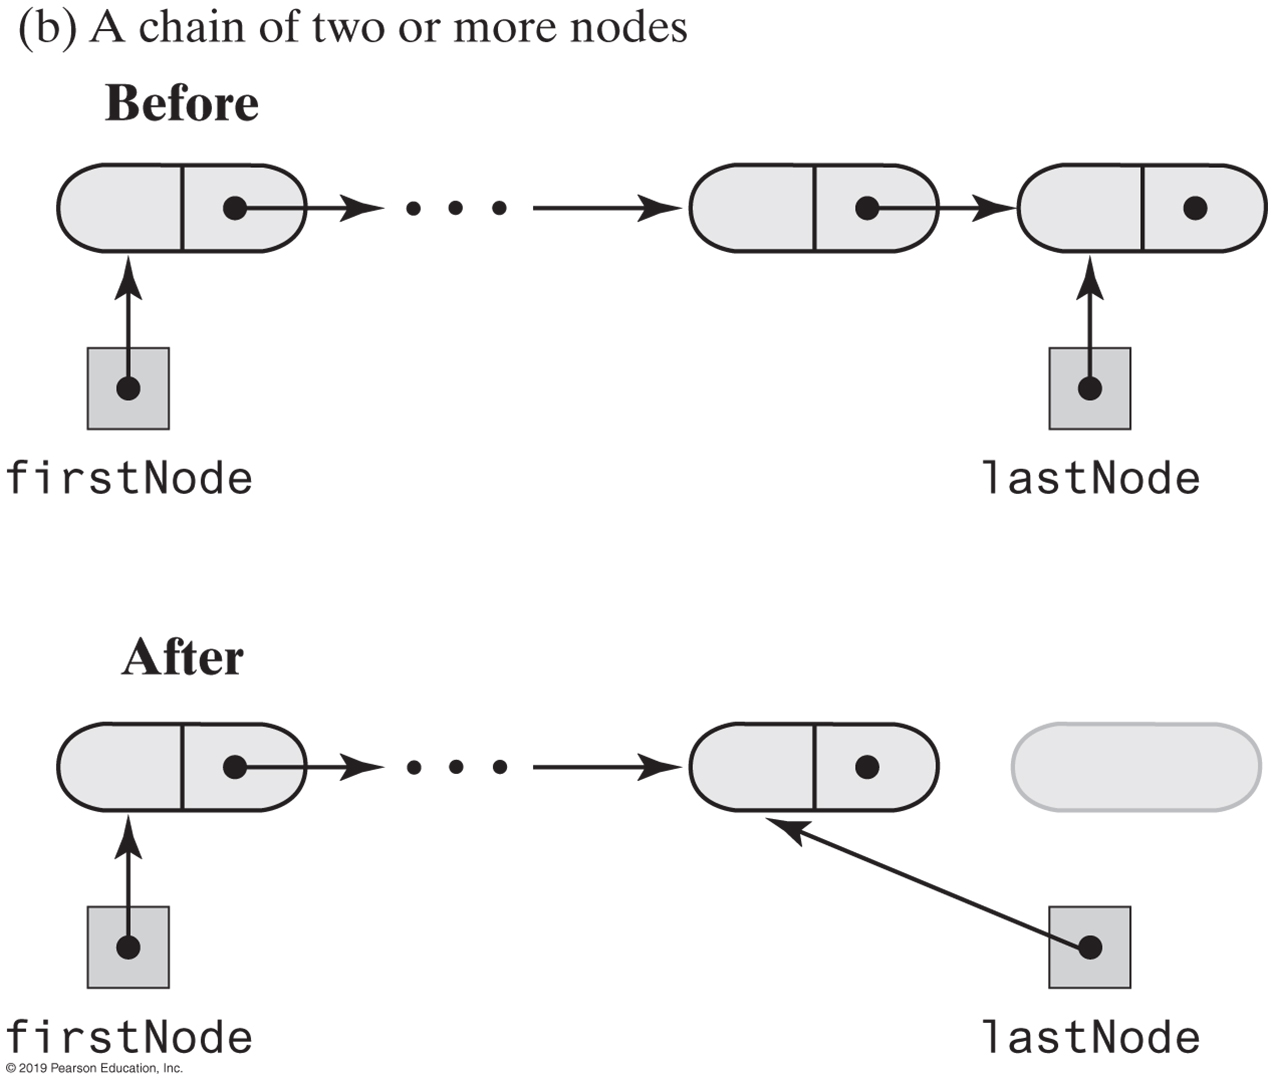 (b) A chain of two or more nodes
Before
firstNode
lastNode
After
firstNode
lastNode
© 2019 Pearson Education, Inc.